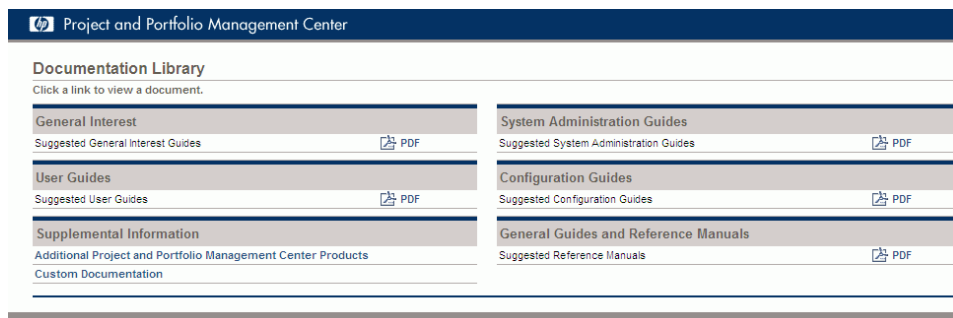 hp Project and Portfolio Management Center
Documentation Library
Click a link to view a document.
General Interest
Suggested General Interest Guides PDF
User Guides
Suggested User Guides PDF
Supplemental Information
Additional Project and Portfolio Management Center Products
Custom Documentation
System Administration Guides
Suggested System Administration Guides PDF
Configuration Guides
Suggested Configuration Guides PDF
General Guides and Reference Manuals
Suggested Reference Manuals PDF